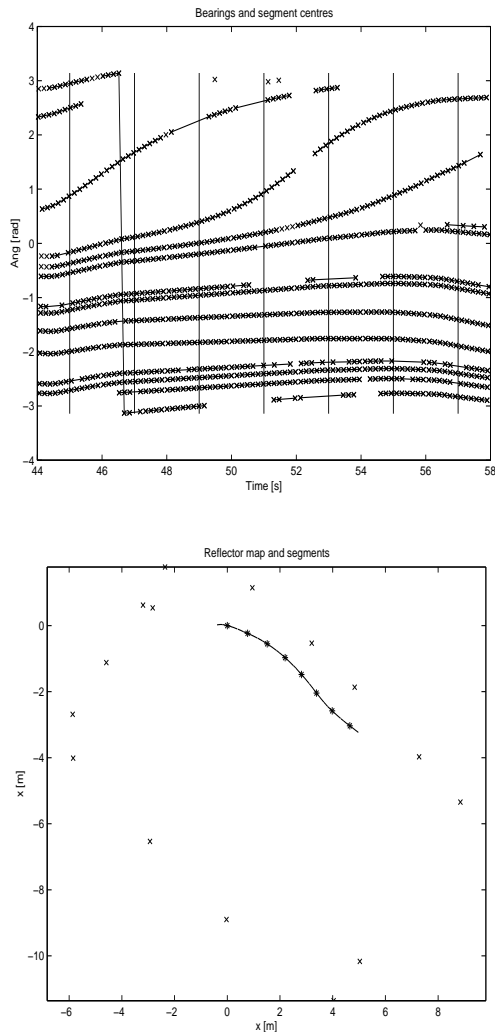 Bearings and segment centres
4
3
2
1
0
−1
−2
−3
−4
Ang [rad]
44 46 48 50 52 54 56 58
Time [s]
Reflector map and segments
0
−2
−4
−6
−8
−10
x [m]
−6 −4 −2 0 2 4 6 8
x [m]